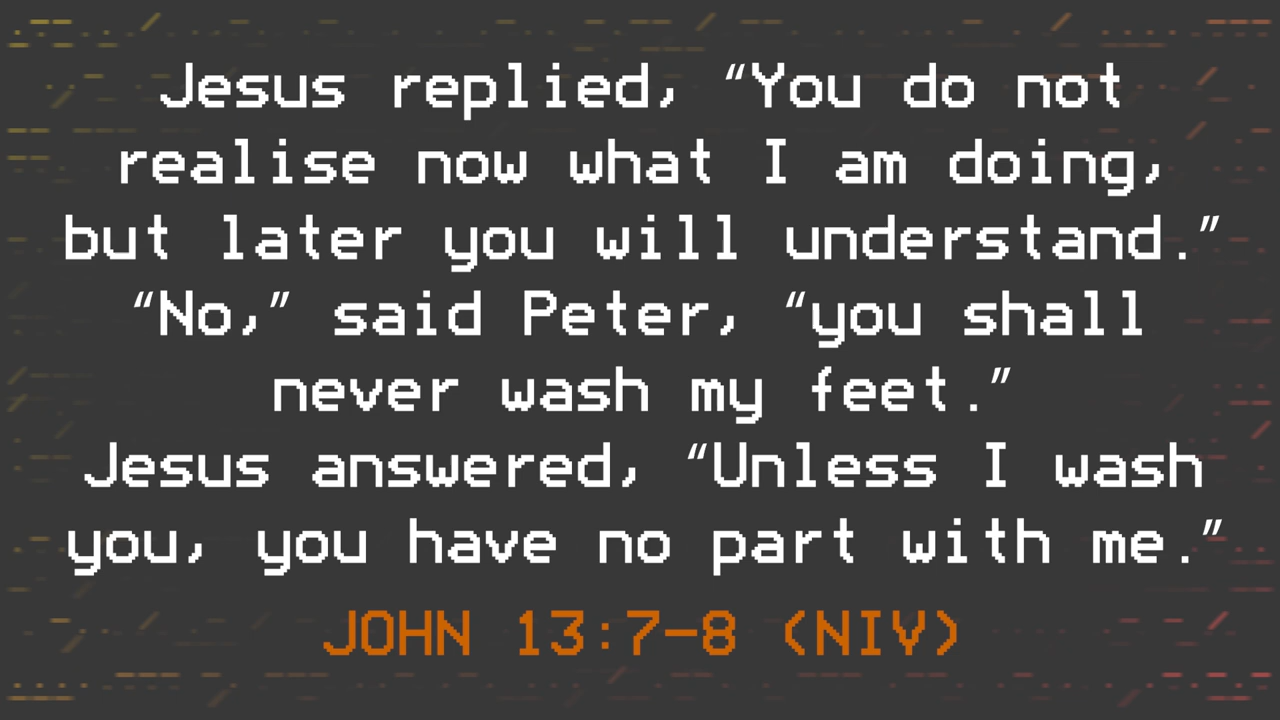 Jesus replied, “You do not
realise now what I am doing,
but later you will understand.”
“No,” said Peter, “you shall
never wash my feet.”
Jesus answered, “Unless I wash
you, you have no part with me.”
JOHN 13:7-8 (NIV)